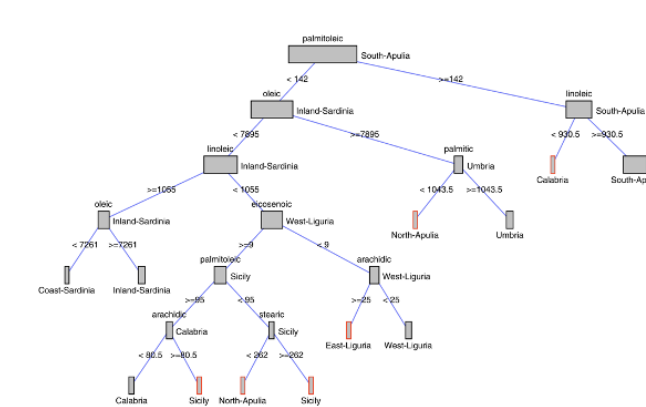 palmitoleic
South-Apulia
< 142
>=142
oleic
Inland-Sardinia
linoleic
South-Apulia
< 7895
>=7895
< 930.5
>=930.5
linoleic
Inland-Sardinia
palmitic
Umbria
Calabria
South-Ap
>=1055
< 1055
< 1043.5
>=1043.5
oleic
Inland-Sardinia
eicosenoic
West-Liguria
North-Apulia
Umbria
< 7261
>=7261
>=9
< 9
palmitoleic
Sicily
arachidic
West-Liguria
Coast-Sardinia
Inland-Sardinia
>=95
< 95
>=25
< 25
arachidic
Calabria
stearic
Sicily
East-Liguria
West-Liguria
< 80.5
>=80.5
< 262
>=262
Calabria
Sicily
North-Apulia
Sicily